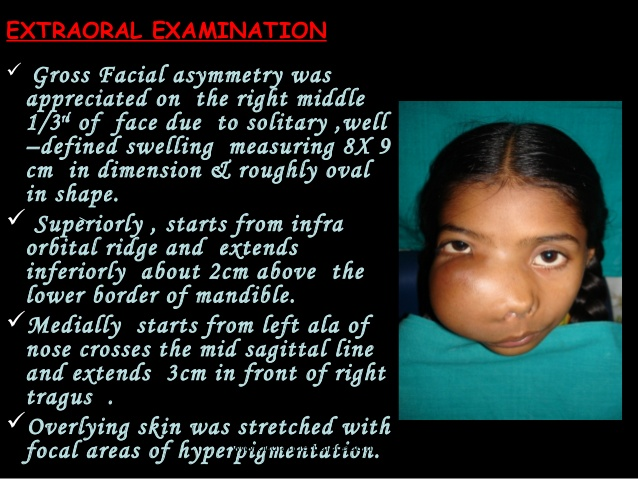 EXTRAORAL EXAMINATION
✓ Gross Facial asymmetry was
appreciated on the right middle
1/3rd of face due to solitary ,well
–defined swelling measuring 8X 9
cm in dimension & roughly oval
in shape.
✓ Superiorly , starts from infra
orbital ridge and extends
inferiorly about 2cm above the
lower border of mandible.
✓Medially starts from left ala of
nose crosses the mid sagittal line
and extends 3cm in front of right
tragus .
✓Overlying skin was stretched with
focal areas of hyperpigmentation.